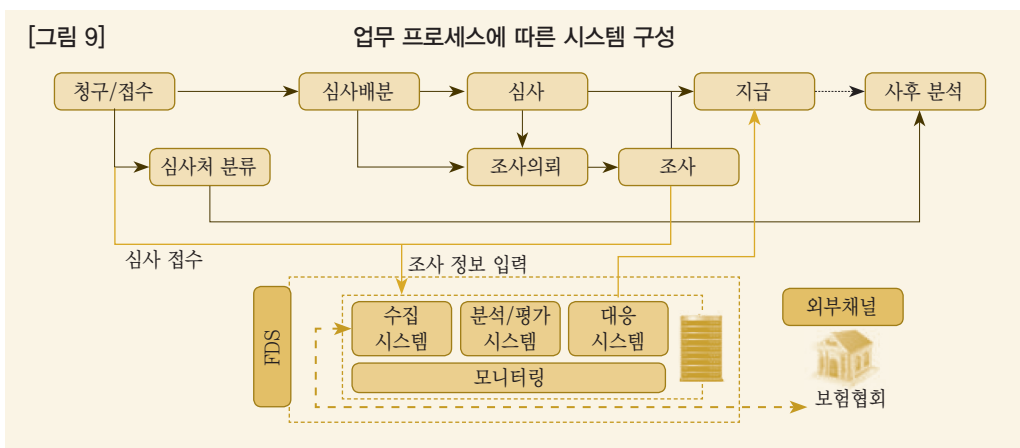 [그림 9]
업무 프로세스에 따른 시스템 구성
청구/접수
심사배분
심사
지급
사후 분석
심사처 분류
조사의뢰
조사
심사 접수
조사 정보 입력
FDS
수집
시스템
분석/평가
시스템
대응
시스템
모니터링
외부채널
보험협회